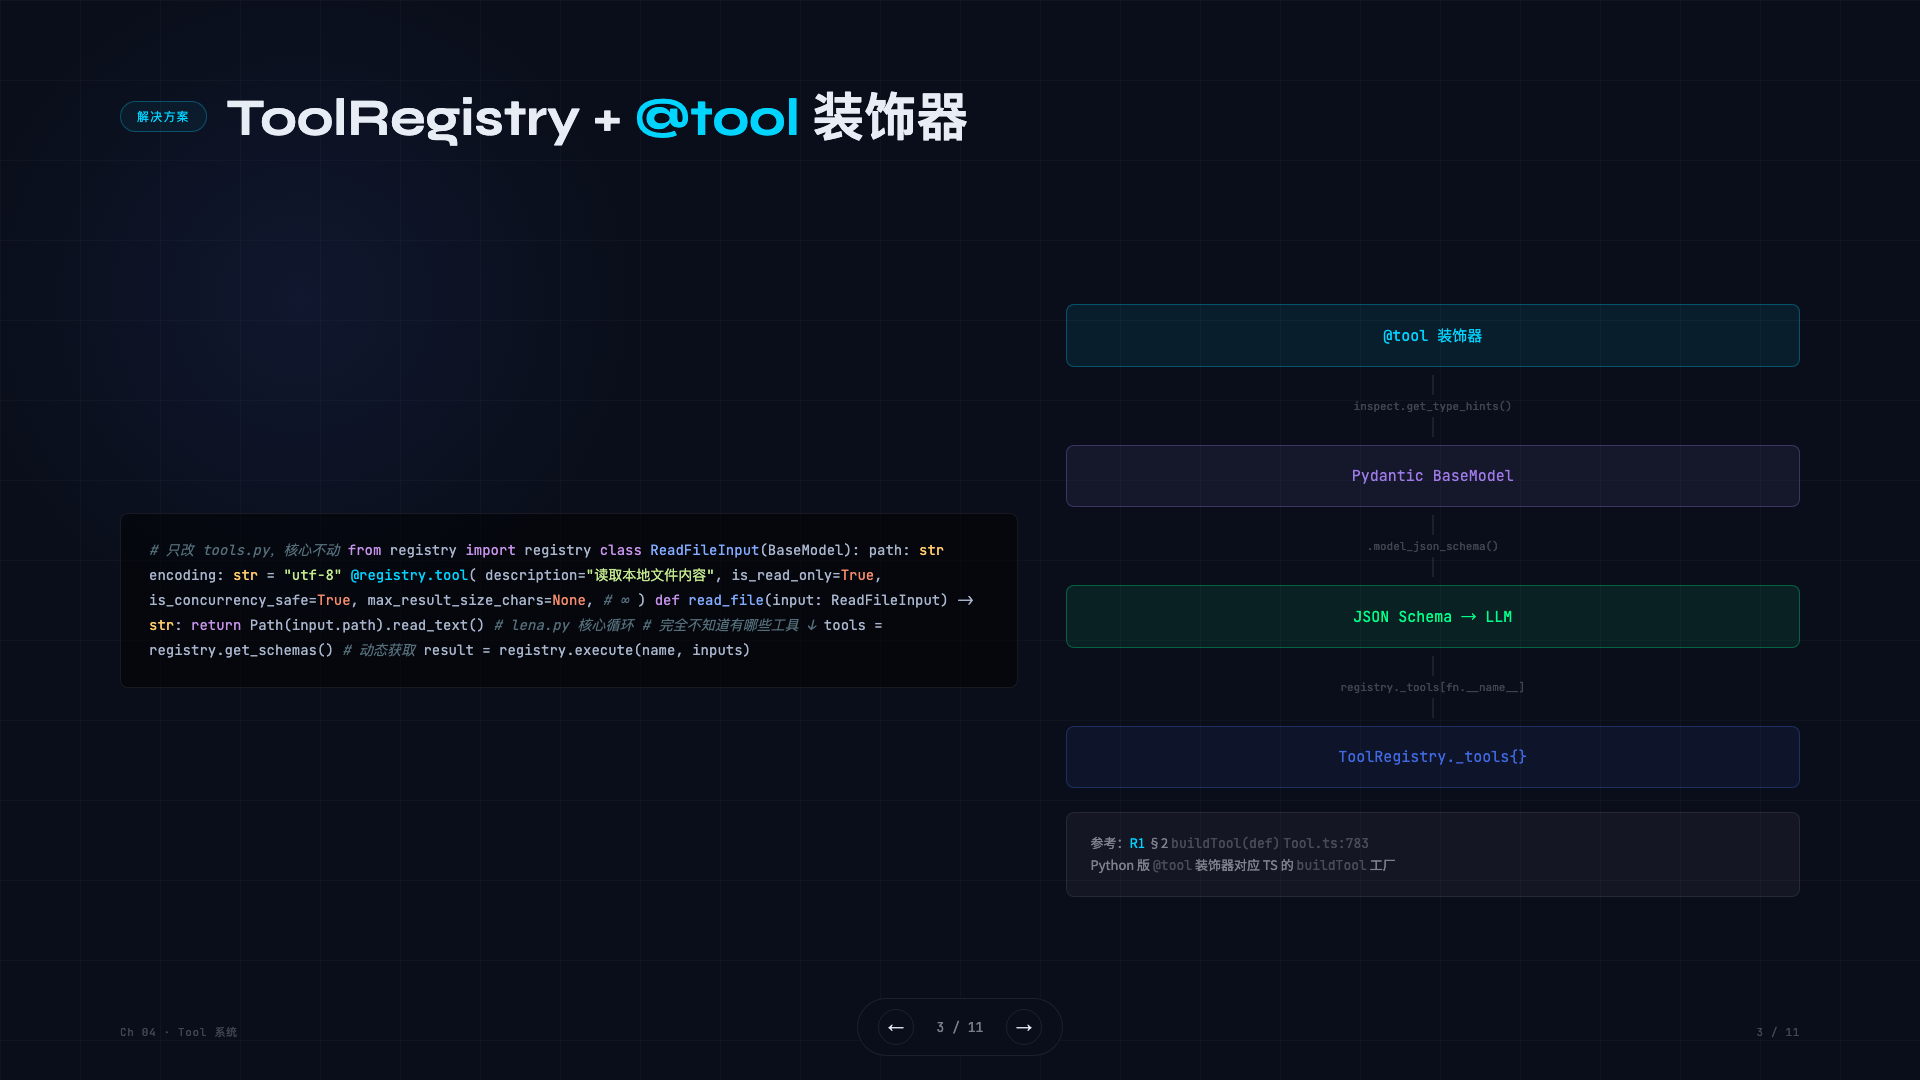 解决方案
ToolRegistry + @tool 装饰器
# 只改 tools.py, 核心不动 from registry import registry class ReadFileInput(BaseModel): path: str
encoding: str = "utf-8" @registry.tool( description="读取本地文件内容", is_read_only=True,
is_concurrency_safe=True, max_result_size_chars=None, # ∞ ) def read_file(input: ReadFileInput) →
str: return Path(input.path).read_text() # lena.py 核心循环 # 完全不知道有哪些工具 ↓ tools =
registry.get_schemas() # 动态获取 result = registry.execute(name, inputs)
@tool 装饰器
inspect.get_type_hints()
Pydantic BaseModel
.model_json_schema()
JSON Schema → LLM
registry._tools[fn.__name__]
ToolRegistry._tools{}
参考: R1 §2 buildTool(def) Tool.ts:783
Python 版 @tool 装饰器对应 TS 的 buildTool 工厂
Ch 04 · Tool 系统
← 3 / 11 →
3 / 11